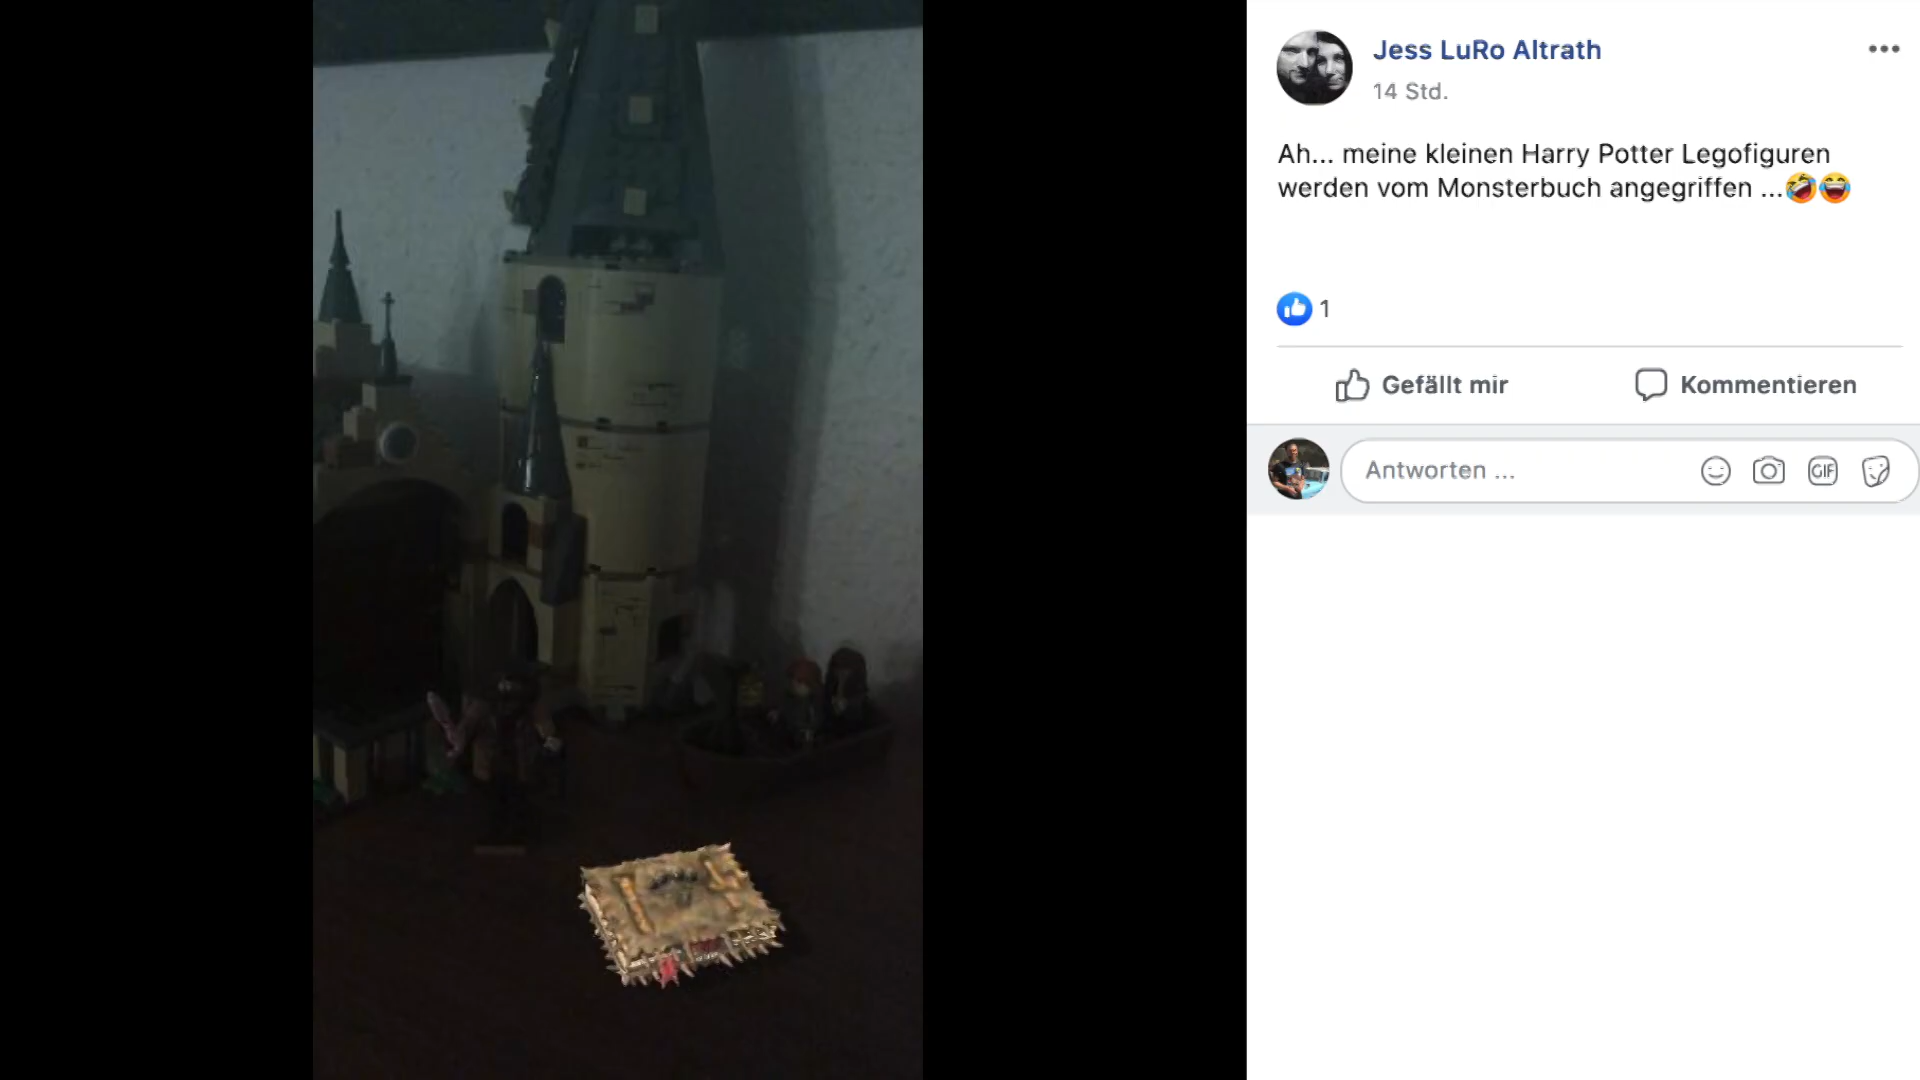 Jess LuRo Altrath
14 Std.
Ah... meine kleinen Harry Potter Legofiguren
werden vom Monsterbuch angegriffen ...🤣😂
1
Gefällt mir
Kommentieren
Antworten ...
GIF